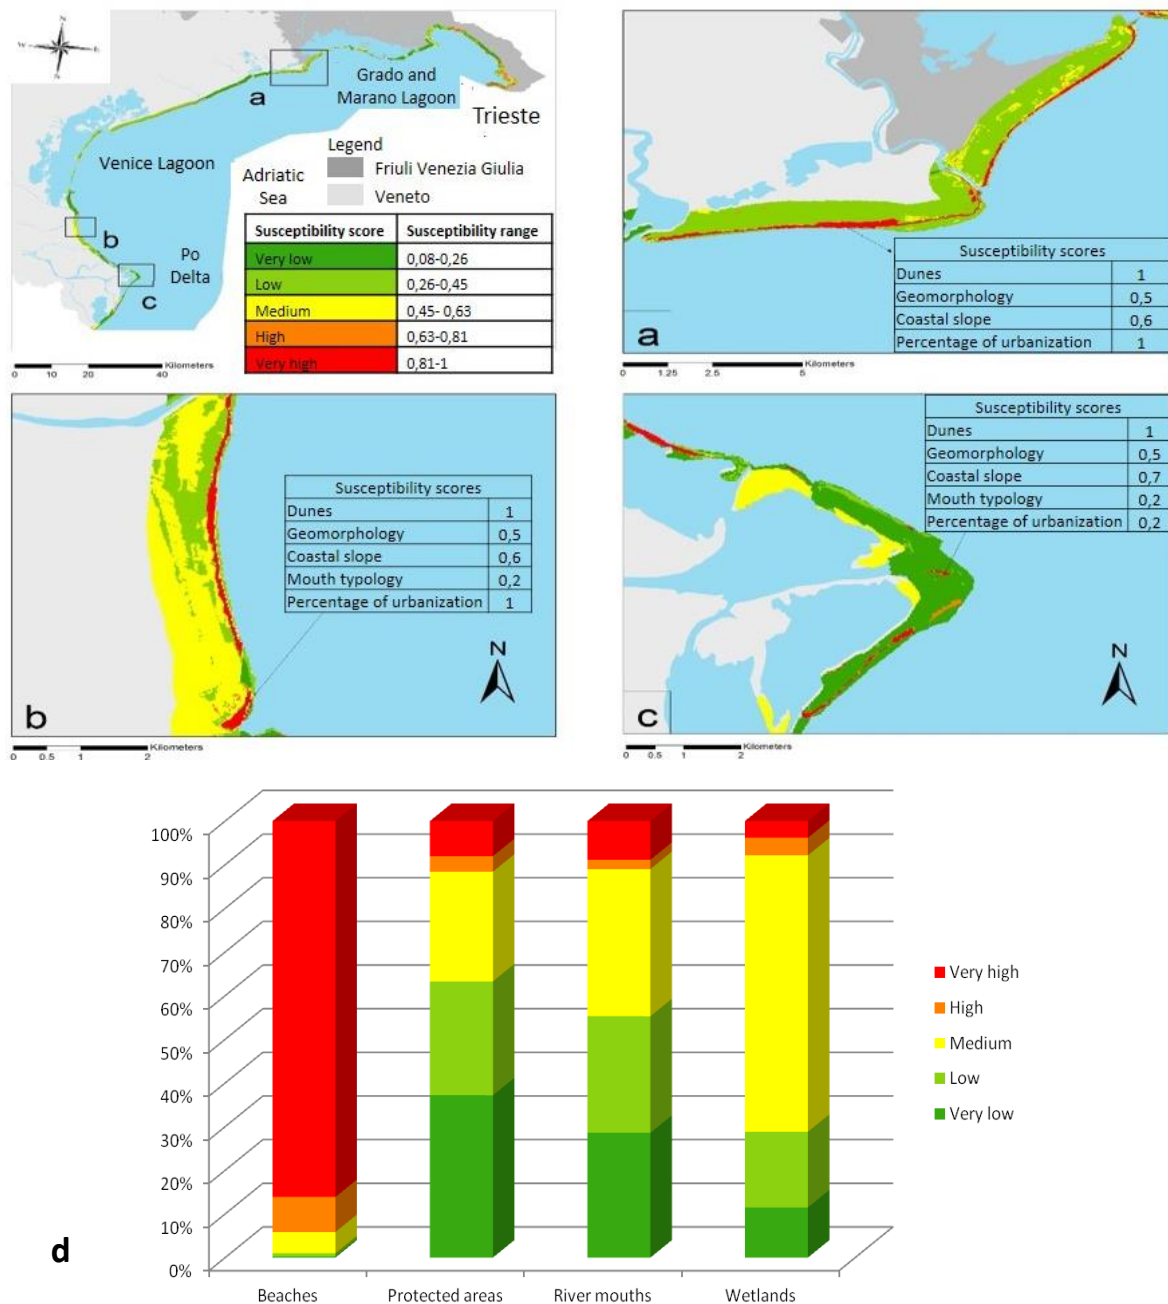 N
W
E
S
Grado and
Marano Lagoon
a
Trieste
Venice Lagoon
Legend
Friuli Venezia Giulia
Veneto
Adriatic
Sea
b
Po
Delta
c
Susceptibility score Susceptibility range
Very low 0,08-0,26
Low 0,26-0,45
Medium 0,45- 0,63
High 0,63-0,81
Very high 0,81-1
Kilometers
0 10 20 40
Susceptibility scores
Dunes 1
Geomorphology 0,5
Coastal slope 0,6
Percentage of urbanization 1
a
Kilometers
0 1.25 2.5 5
Susceptibility scores
Dunes 1
Geomorphology 0,5
Coastal slope 0,6
Mouth typology 0,2
Percentage of urbanization 1
N
b
Kilometers
0 0.5 1 2
Susceptibility scores
Dunes 1
Geomorphology 0,5
Coastal slope 0,7
Mouth typology 0,2
Percentage of urbanization 0,2
N
c
Kilometers
0 0.5 1 2
100%
90%
80%
70%
60%
50%
40%
30%
20%
10%
0%
Very high
High
Medium
Low
Very low
d
Beaches Protected areas River mouths Wetlands